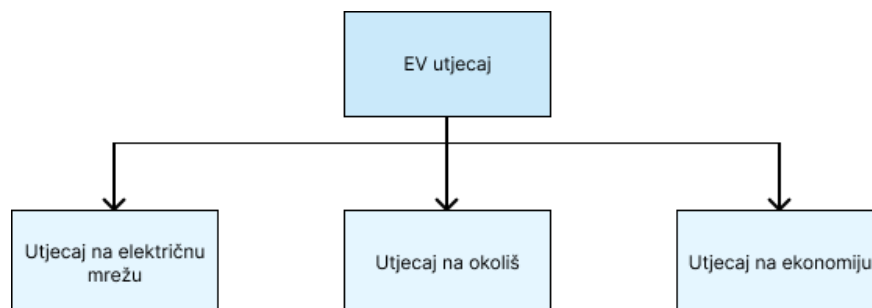 EV utjecaj
Utjecaj na električnu
mrežu
Utjecaj na okoliš
Utjecaj na ekonomiju